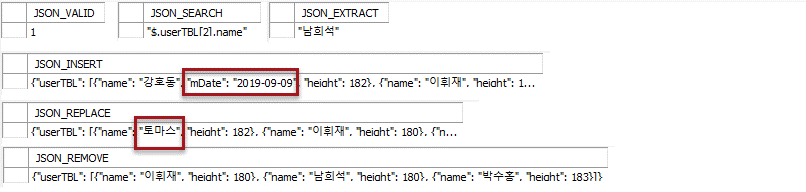 JSON_VALID JSON_SEARCH JSON_EXTRACT
1 "$.userTBL[2].name" "남희석"
JSON_INSERT
{"userTBL": [{"name": "강호동", "mDate": "2019-09-09", "height": 182}, {"name": "이휘재", "height": 1...
JSON_REPLACE
{"userTBL": [{"name": "토마스", "height": 182}, {"name": "이휘재", "height": 180}, {"n...
JSON_REMOVE
{"userTBL": [{"name": "이휘재", "height": 180}, {"name": "남희석", "height": 180}, {"name": "박수홍", "height": 183}]}